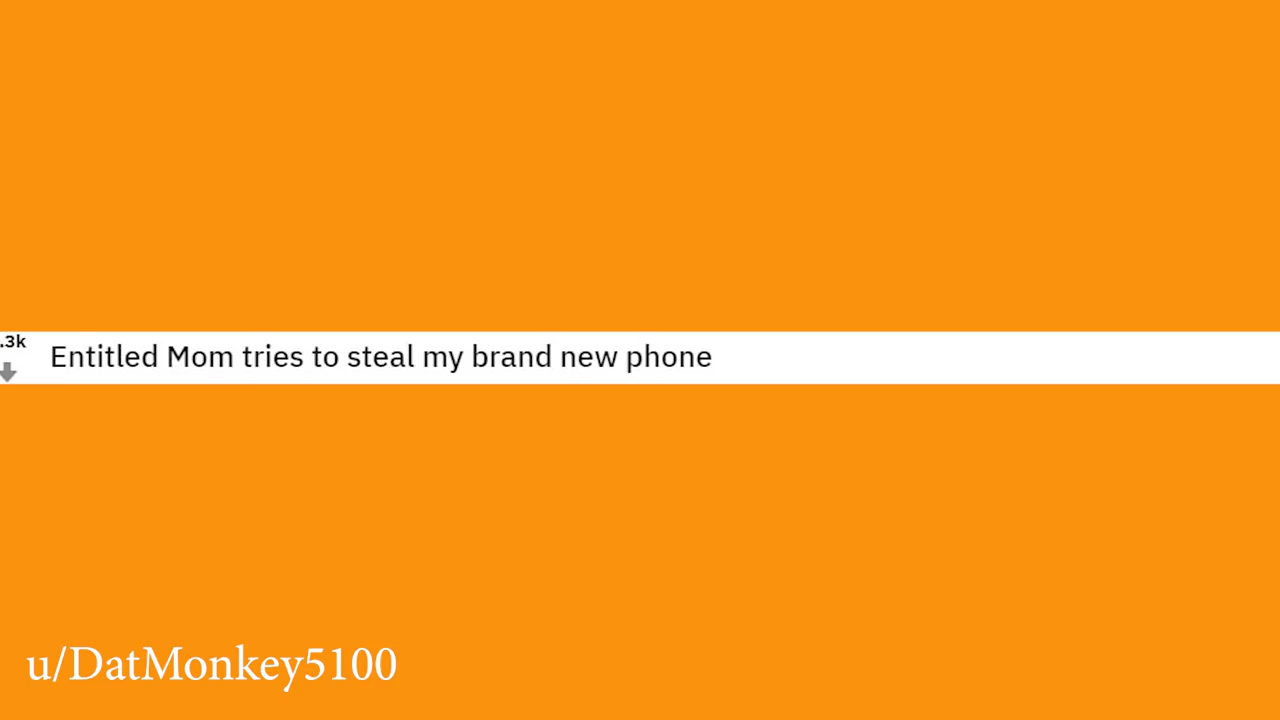 .3k
Entitled Mom tries to steal my brand new phone
u/DatMonkey5100